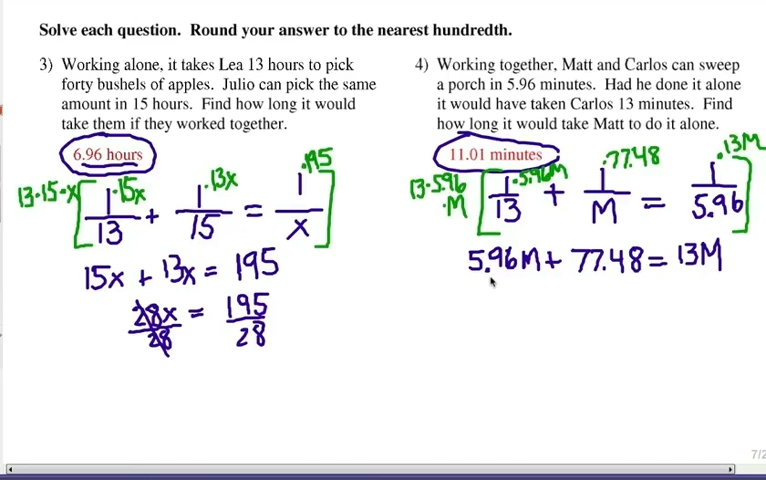 Solve each question. Round your answer to the nearest hundredth.
3) Working alone, it takes Lea 13 hours to pick
forty bushels of apples. Julio can pick the same
amount in 15 hours. Find how long it would
take them if they worked together.
6.96 hours
13·15·x [ 1·15x/13 + 1·13x/15 = 1·195/x ]
15x + 13x = 195
28x/28 = 195/28
4) Working together, Matt and Carlos can sweep
a porch in 5.96 minutes. Had he done it alone
it would have taken Carlos 13 minutes. Find
how long it would take Matt to do it alone.
11.01 minutes
13·5.96·M [ 1·5.96M/13 + 1·77.48/M = 1·13M/5.96 ]
5.96M + 77.48 = 13M
7/2